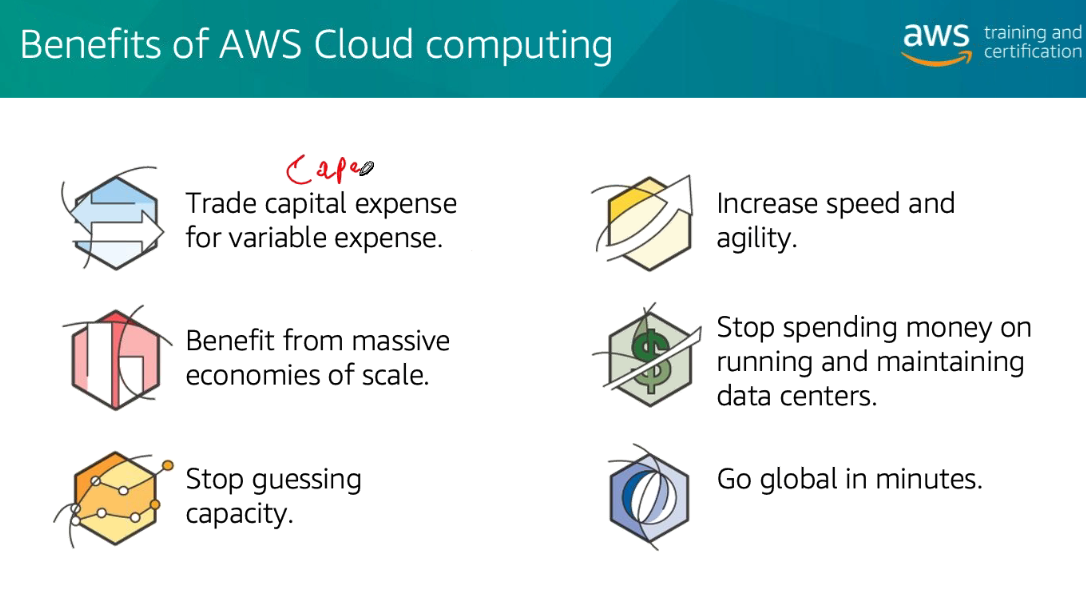 Benefits of AWS Cloud computing
aws training and
certification
Cape
Trade capital expense
for variable expense.
Increase speed and
agility.
Benefit from massive
economies of scale.
Stop spending money on
running and maintaining
data centers.
Stop guessing
capacity.
Go global in minutes.